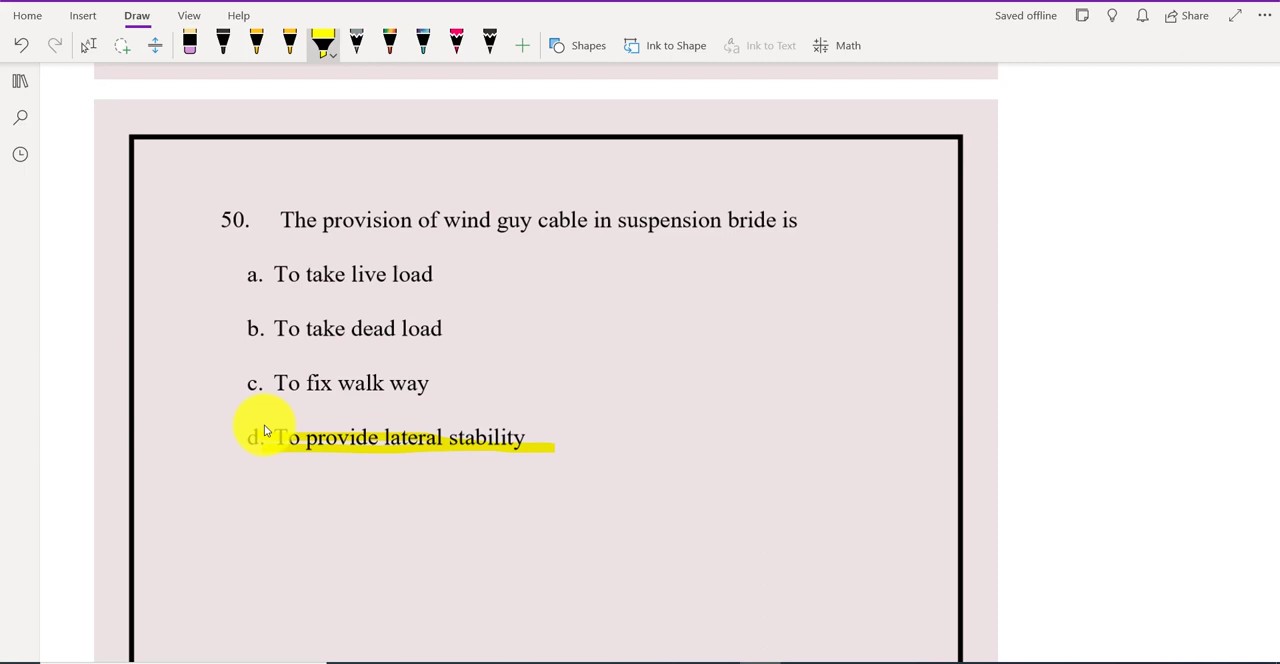 Home Insert Draw View Help Saved offline Share
Shapes Ink to Shape Ink to Text Math
50. The provision of wind guy cable in suspension bride is
a. To take live load
b. To take dead load
c. To fix walk way
d. To provide lateral stability